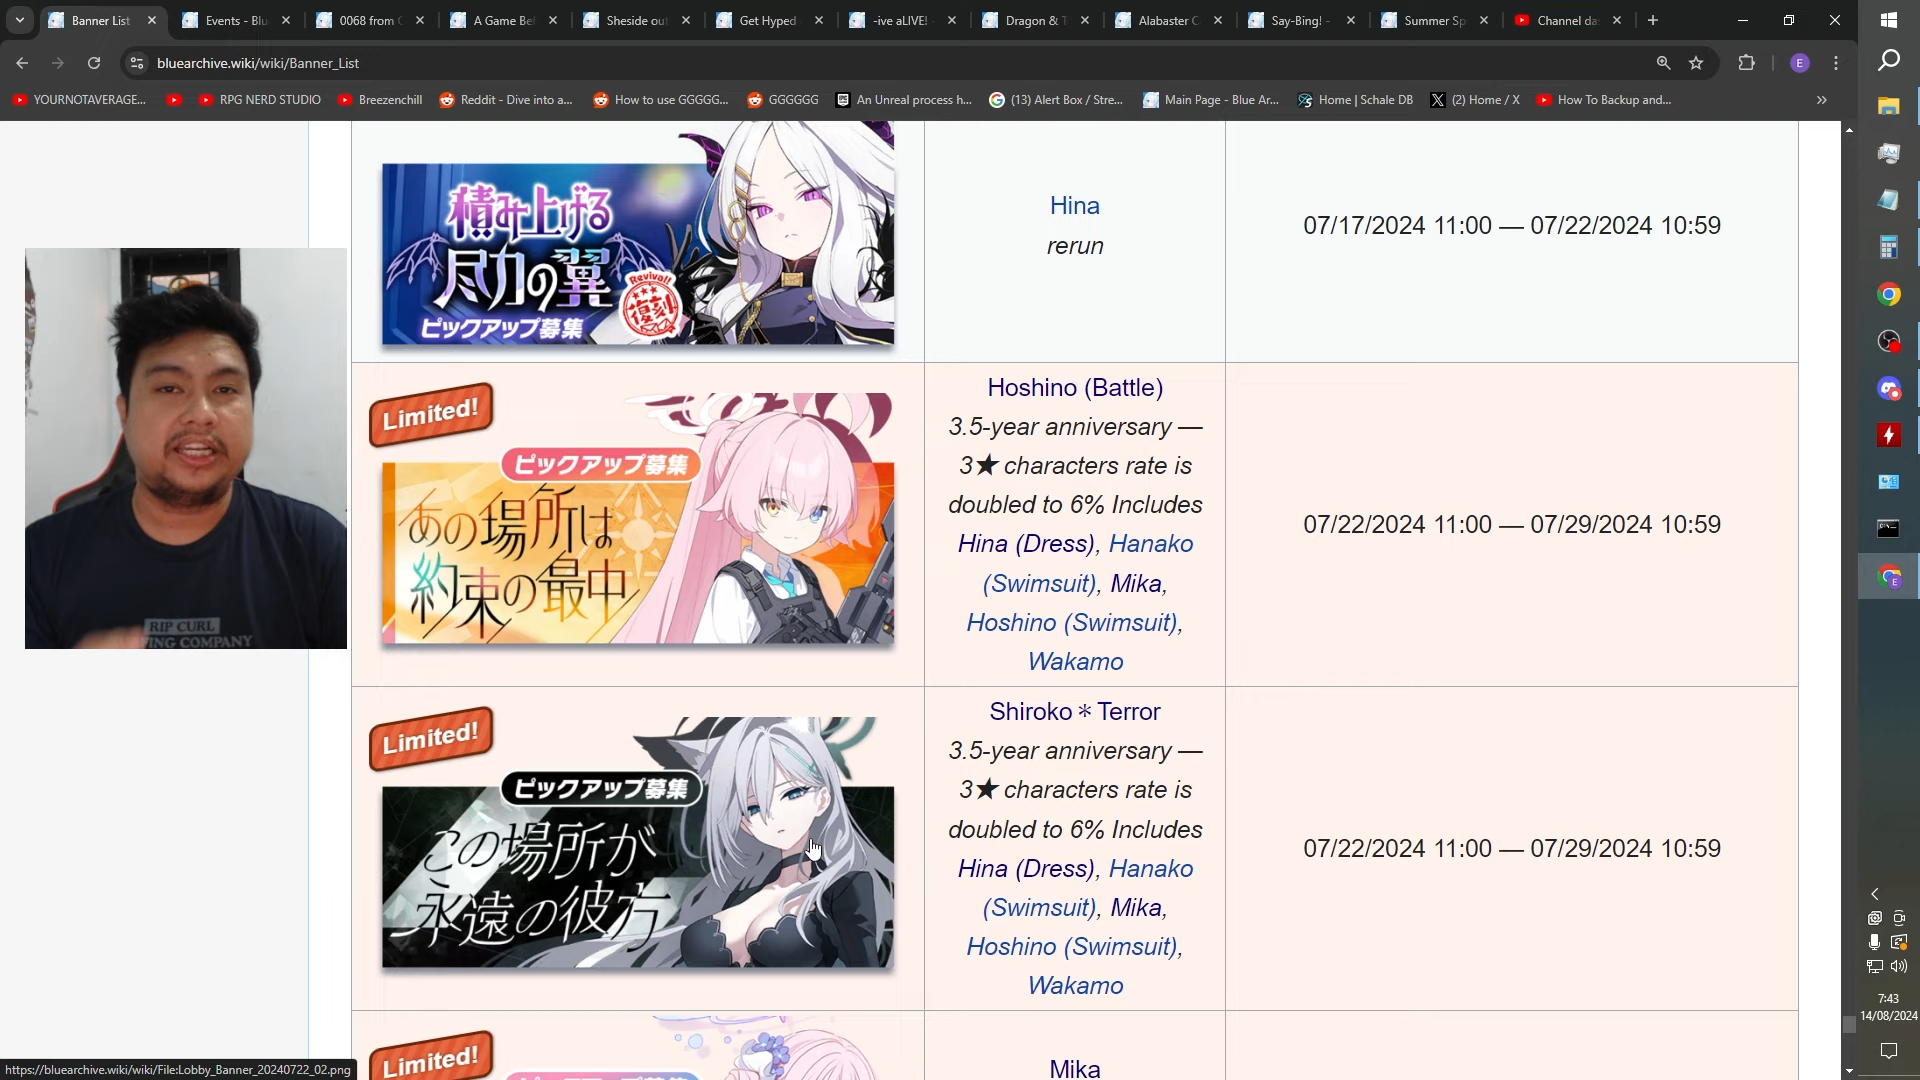 Banner List
Events - Blu
0068 from
A Game Bef
Sheside out
Get Hyped
-ive aLIVE!
Dragon &
Alabaster C
Say-Bing! -
Summer Sp
Channel da
bluearchive.wiki/wiki/Banner_List
E
YOURNOTAVERAGE...
RPG NERD STUDIO
Breezenchill
Reddit - Dive into a...
How to use GGGGG...
GGGGGG
An Unreal process h...
(13) Alert Box / Stre...
Main Page - Blue Ar...
Home | Schale DB
(2) Home / X
How To Backup and...
積み上げる
尽力の翼
Revival!!
復刻
ピックアップ募集
Hina
rerun
07/17/2024 11:00 — 07/22/2024 10:59
Limited!
ピックアップ募集
あの場所は
約束の最中
Hoshino (Battle)
3.5-year anniversary —
3★ characters rate is
doubled to 6% Includes
Hina (Dress), Hanako
(Swimsuit), Mika,
Hoshino (Swimsuit),
Wakamo
07/22/2024 11:00 — 07/29/2024 10:59
RIP CURL
ING COMPANY
Limited!
ピックアップ募集
この場所が
永遠の彼方
Shiroko＊Terror
3.5-year anniversary —
3★ characters rate is
doubled to 6% Includes
Hina (Dress), Hanako
(Swimsuit), Mika,
Hoshino (Swimsuit),
Wakamo
07/22/2024 11:00 — 07/29/2024 10:59
Limited!
Mika
https://bluearchive.wiki/wiki/File:Lobby_Banner_20240722_02.png
7:43
14/08/2024